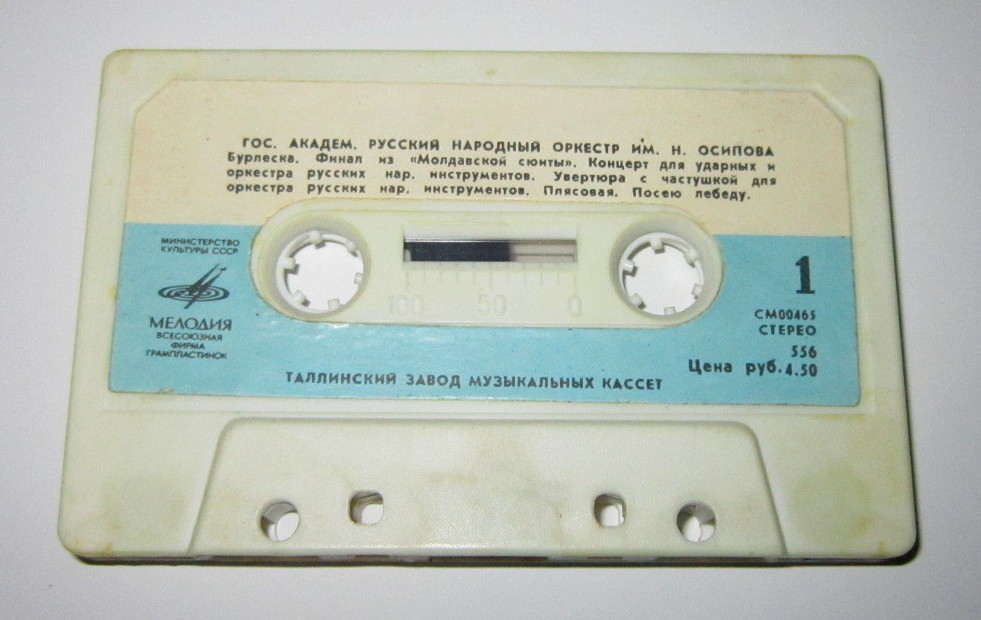 ГОС. АКАДЕМ. РУССКИЙ НАРОДНЫЙ ОРКЕСТР ИМ. Н. ОСИПОВА
Бурлеска. Финал из «Молдавской сюиты». Концерт для ударных и
оркестра русских нар. инструментов. Увертюра с частушкой для
оркестра русских нар. инструментов. Плясовая. Посею лебеду.
МИНИСТЕРСТВО
КУЛЬТУРЫ СССР
МЕЛОДИЯ
ВСЕСОЮЗНАЯ
ФИРМА
ГРАМПЛАСТИНОК
100 50 0
1
СМ00465
СТЕРЕО
556
Цена руб. 4.50
ТАЛЛИНСКИЙ ЗАВОД МУЗЫКАЛЬНЫХ КАССЕТ